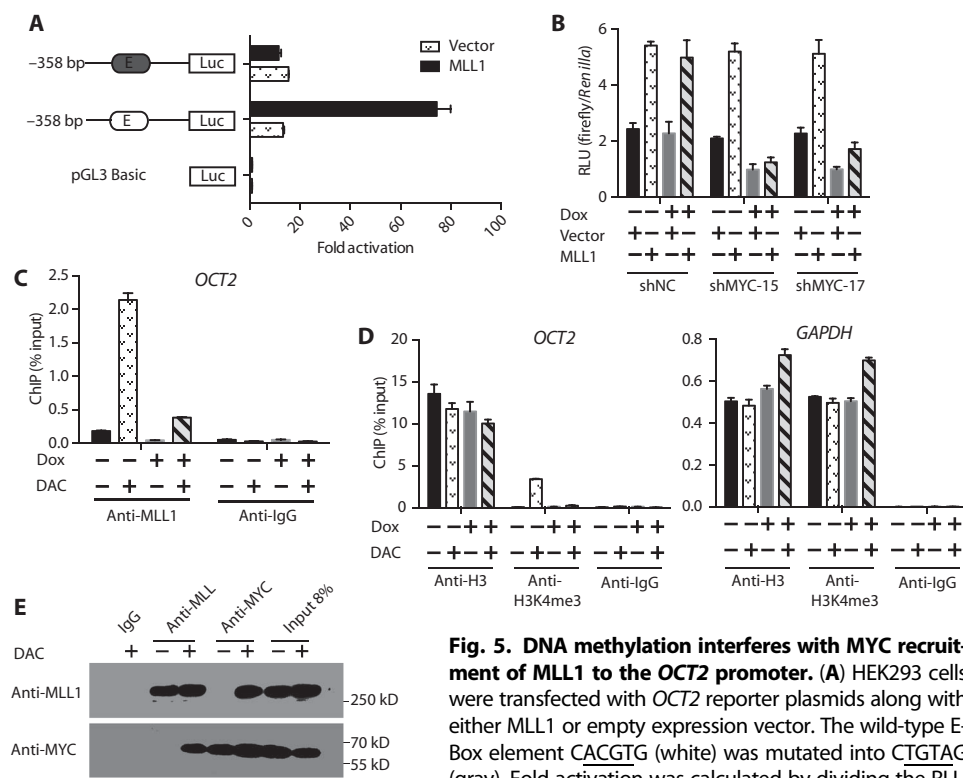 A
Vector
MLL1
–358 bp E Luc
–358 bp E Luc
pGL3 Basic Luc
0 20 40 60 80 100
Fold activation
B
RLU (firefly/Renilla)
6
4
2
0
Dox – – + + – – + + – – + +
Vector + – + – + – + – + – + –
MLL1 – + – + – + – + – + – +
shNC shMYC-15 shMYC-17
C
OCT2
ChIP (% input)
2.5
2.0
1.5
1.0
0.5
0.0
Dox – – + + – – + +
DAC – + – + – + – +
Anti-MLL1 Anti-IgG
D
OCT2
ChIP (% input)
20
15
10
5
0
Dox – – + + – – + + – – + +
DAC – + – + – + – + – + – +
Anti-H3 Anti-H3K4me3 Anti-IgG
GAPDH
0.8
0.6
0.4
0.2
0.0
– – + + – – + + – – + +
– + – + – + – + – + – +
Anti-H3 Anti-H3K4me3 Anti-IgG
E
IgG Anti-MLL Anti-MYC Input 8%
DAC + – + – + – +
Anti-MLL1
250 kD
Anti-MYC
70 kD
55 kD
Fig. 5. DNA methylation interferes with MYC recruit-
ment of MLL1 to the OCT2 promoter. (A) HEK293 cells
were transfected with OCT2 reporter plasmids along with
either MLL1 or empty expression vector. The wild-type E-
Box element CACGTG (white) was mutated into CTGTAG
(gray). Fold activation was calculated by dividing the RLU